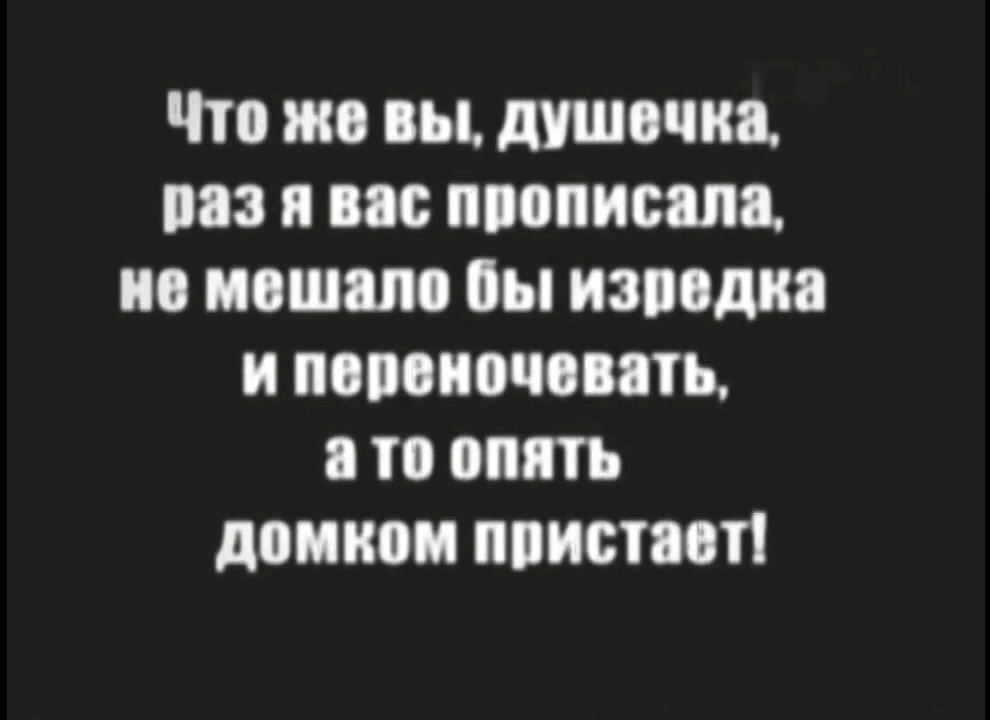 Что же вы, душечка,
раз я вас прописала,
не мешало бы изредка
и переночевать,
а то опять
домком пристает!